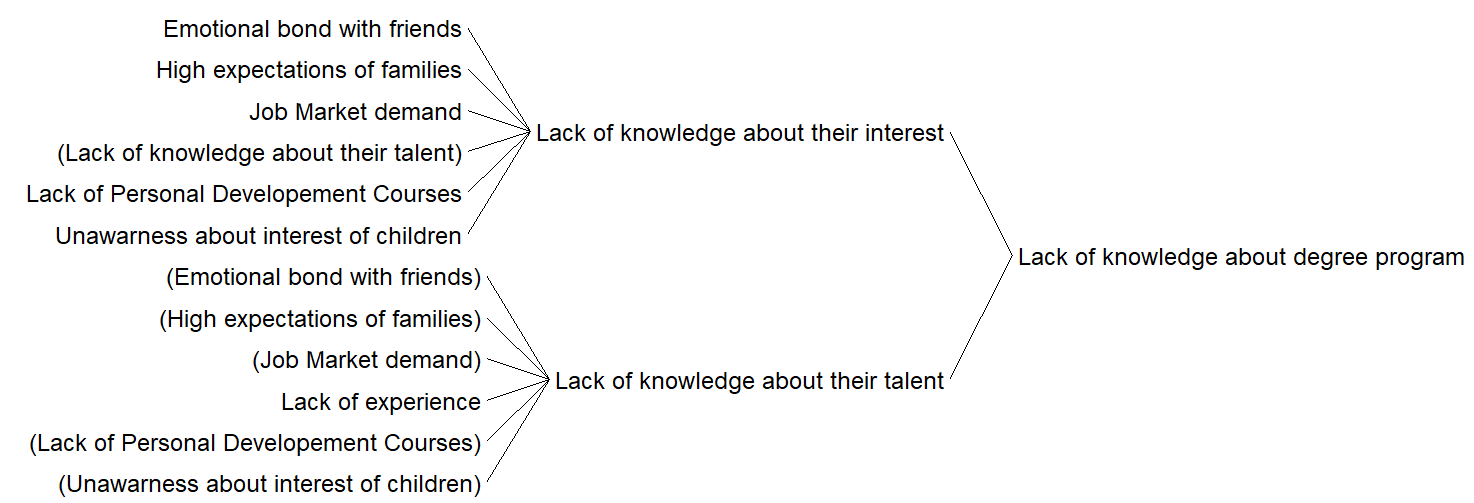 Emotional bond with friends
High expectations of families
Job Market demand
(Lack of knowledge about their talent)
Lack of Personal Developement Courses
Unawarness about interest of children
Lack of knowledge about their interest
(Emotional bond with friends)
(High expectations of families)
(Job Market demand)
Lack of experience
(Lack of Personal Developement Courses)
(Unawarness about interest of children)
Lack of knowledge about their talent
Lack of knowledge about degree program